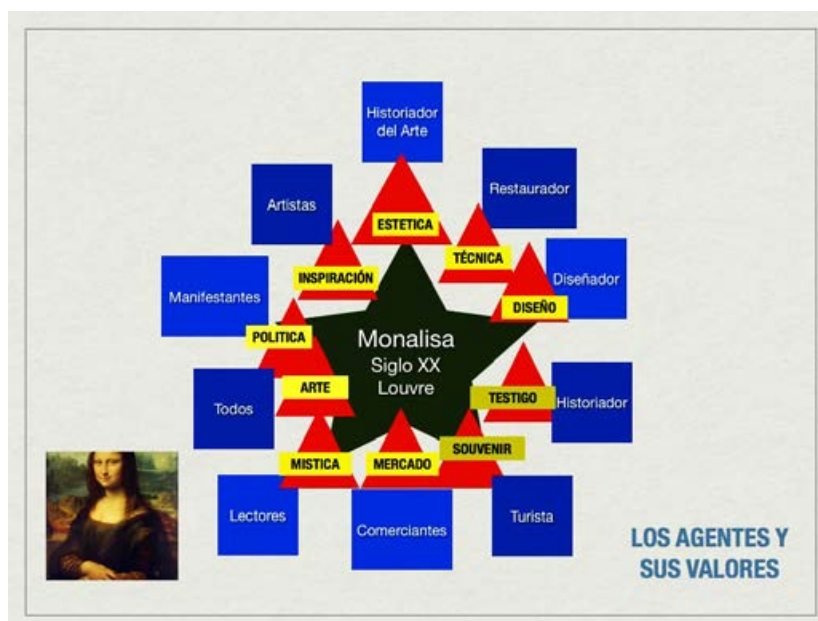 Historiador
del Arte
Restaurador
Artistas
ESTETICA
TÉCNICA
INSPIRACIÓN
Diseñador
Manifestantes
DISEÑO
POLITICA
Monalisa
Siglo XX
Louvre
ARTE
TESTIGO
Historiador
Todos
SOUVENIR
MISTICA
MERCADO
Lectores
Comerciantes
Turista
LOS AGENTES Y
SUS VALORES